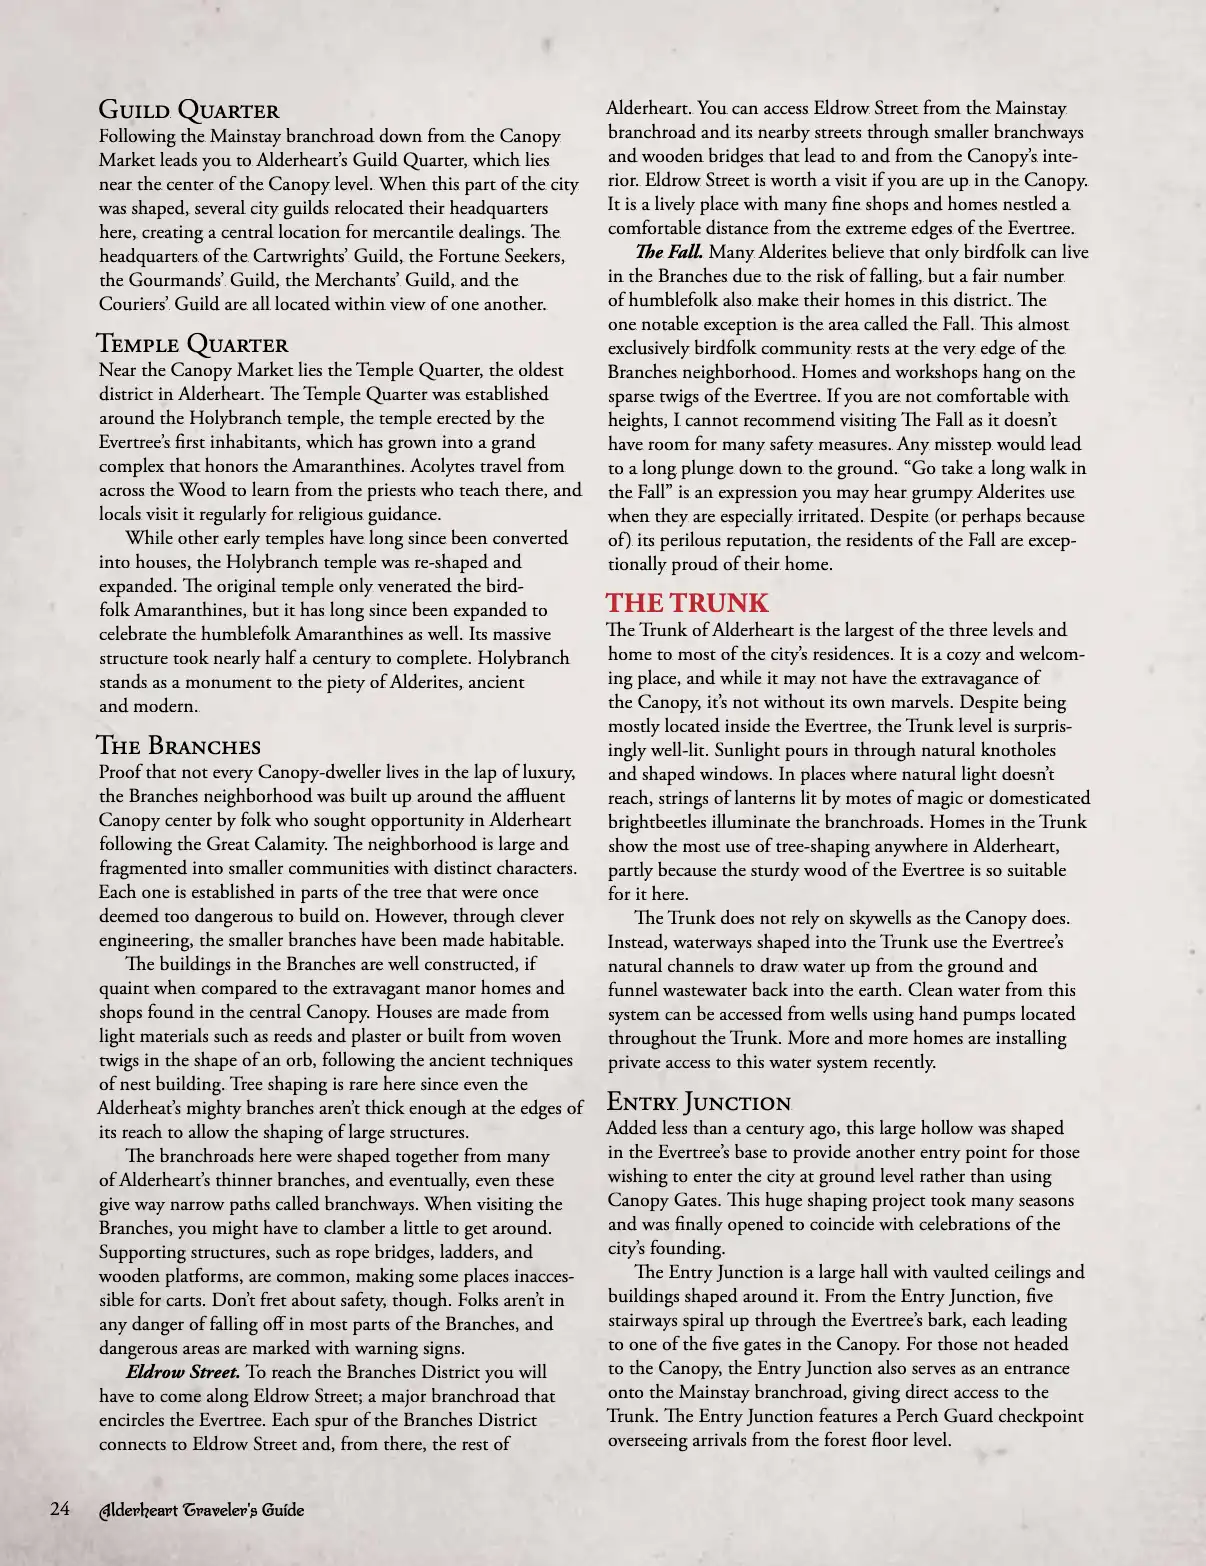 Guild Quarter
Following the Mainstay branchroad down from the Canopy
Market leads you to Alderheart’s Guild Quarter, which lies
near the center of the Canopy level. When this part of the city
was shaped, several city guilds relocated their headquarters
here, creating a central location for mercantile dealings. The
headquarters of the Cartwrights’ Guild, the Fortune Seekers,
the Gourmands’ Guild, the Merchants’ Guild, and the
Couriers’ Guild are all located within view of one another.
Temple Quarter
Near the Canopy Market lies the Temple Quarter, the oldest
district in Alderheart. The Temple Quarter was established
around the Holybranch temple, the temple erected by the
Evertree’s first inhabitants, which has grown into a grand
complex that honors the Amaranthines. Acolytes travel from
across the Wood to learn from the priests who teach there, and
locals visit it regularly for religious guidance.
While other early temples have long since been converted
into houses, the Holybranch temple was re-shaped and
expanded. The original temple only venerated the bird-
folk Amaranthines, but it has long since been expanded to
celebrate the humblefolk Amaranthines as well. Its massive
structure took nearly half a century to complete. Holybranch
stands as a monument to the piety of Alderites, ancient
and modern.
The Branches
Proof that not every Canopy-dweller lives in the lap of luxury,
the Branches neighborhood was built up around the affluent
Canopy center by folk who sought opportunity in Alderheart
following the Great Calamity. The neighborhood is large and
fragmented into smaller communities with distinct characters.
Each one is established in parts of the tree that were once
deemed too dangerous to build on. However, through clever
engineering, the smaller branches have been made habitable.
The buildings in the Branches are well constructed, if
quaint when compared to the extravagant manor homes and
shops found in the central Canopy. Houses are made from
light materials such as reeds and plaster or built from woven
twigs in the shape of an orb, following the ancient techniques
of nest building. Tree shaping is rare here since even the
Alderheat’s mighty branches aren’t thick enough at the edges of
its reach to allow the shaping of large structures.
The branchroads here were shaped together from many
of Alderheart’s thinner branches, and eventually, even these
give way narrow paths called branchways. When visiting the
Branches, you might have to clamber a little to get around.
Supporting structures, such as rope bridges, ladders, and
wooden platforms, are common, making some places inacces-
sible for carts. Don’t fret about safety, though. Folks aren’t in
any danger of falling off in most parts of the Branches, and
dangerous areas are marked with warning signs.
Eldrow Street. To reach the Branches District you will
have to come along Eldrow Street; a major branchroad that
encircles the Evertree. Each spur of the Branches District
connects to Eldrow Street and, from there, the rest of
Alderheart. You can access Eldrow Street from the Mainstay
branchroad and its nearby streets through smaller branchways
and wooden bridges that lead to and from the Canopy’s inte-
rior. Eldrow Street is worth a visit if you are up in the Canopy.
It is a lively place with many fine shops and homes nestled a
comfortable distance from the extreme edges of the Evertree.
The Fall. Many Alderites believe that only birdfolk can live
in the Branches due to the risk of falling, but a fair number
of humblefolk also make their homes in this district. The
one notable exception is the area called the Fall. This almost
exclusively birdfolk community rests at the very edge of the
Branches neighborhood. Homes and workshops hang on the
sparse twigs of the Evertree. If you are not comfortable with
heights, I cannot recommend visiting The Fall as it doesn’t
have room for many safety measures. Any misstep would lead
to a long plunge down to the ground. “Go take a long walk in
the Fall” is an expression you may hear grumpy Alderites use
when they are especially irritated. Despite (or perhaps because
of) its perilous reputation, the residents of the Fall are excep-
tionally proud of their home.
THE TRUNK
The Trunk of Alderheart is the largest of the three levels and
home to most of the city’s residences. It is a cozy and welcom-
ing place, and while it may not have the extravagance of
the Canopy, it’s not without its own marvels. Despite being
mostly located inside the Evertree, the Trunk level is surpris-
ingly well-lit. Sunlight pours in through natural knotholes
and shaped windows. In places where natural light doesn’t
reach, strings of lanterns lit by motes of magic or domesticated
brightbeetles illuminate the branchroads. Homes in the Trunk
show the most use of tree-shaping anywhere in Alderheart,
partly because the sturdy wood of the Evertree is so suitable
for it here.
The Trunk does not rely on skywells as the Canopy does.
Instead, waterways shaped into the Trunk use the Evertree’s
natural channels to draw water up from the ground and
funnel wastewater back into the earth. Clean water from this
system can be accessed from wells using hand pumps located
throughout the Trunk. More and more homes are installing
private access to this water system recently.
Entry Junction
Added less than a century ago, this large hollow was shaped
in the Evertree’s base to provide another entry point for those
wishing to enter the city at ground level rather than using
Canopy Gates. This huge shaping project took many seasons
and was finally opened to coincide with celebrations of the
city’s founding.
The Entry Junction is a large hall with vaulted ceilings and
buildings shaped around it. From the Entry Junction, five
stairways spiral up through the Evertree’s bark, each leading
to one of the five gates in the Canopy. For those not headed
to the Canopy, the Entry Junction also serves as an entrance
onto the Mainstay branchroad, giving direct access to the
Trunk. The Entry Junction features a Perch Guard checkpoint
overseeing arrivals from the forest floor level.
24 Alderheart Traveler's Guide